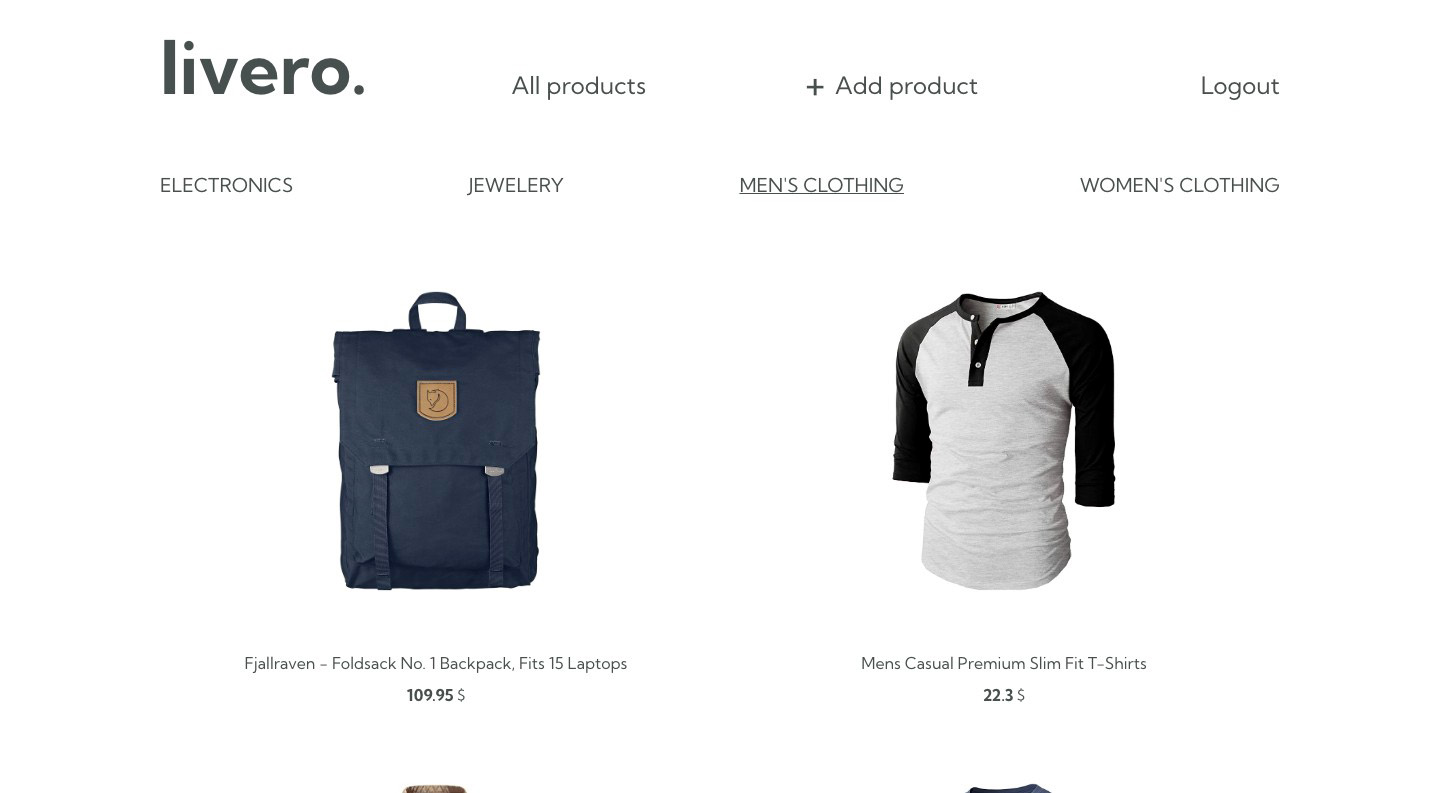 livero.
All products
+ Add product
Logout
ELECTRONICS
JEWELERY
MEN'S CLOTHING
WOMEN'S CLOTHING
Fjallraven - Foldsack No. 1 Backpack, Fits 15 Laptops
109.95 $
Mens Casual Premium Slim Fit T-Shirts
22.3 $